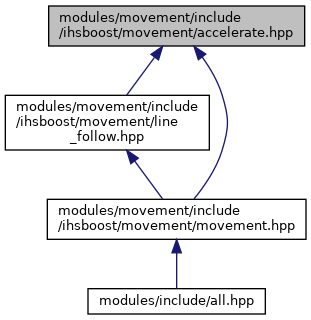 modules/movement/include
/ihsboost/movement/accelerate.hpp
modules/movement/include
/ihsboost/movement/line
_follow.hpp
modules/movement/include
/ihsboost/movement/movement.hpp
modules/include/all.hpp